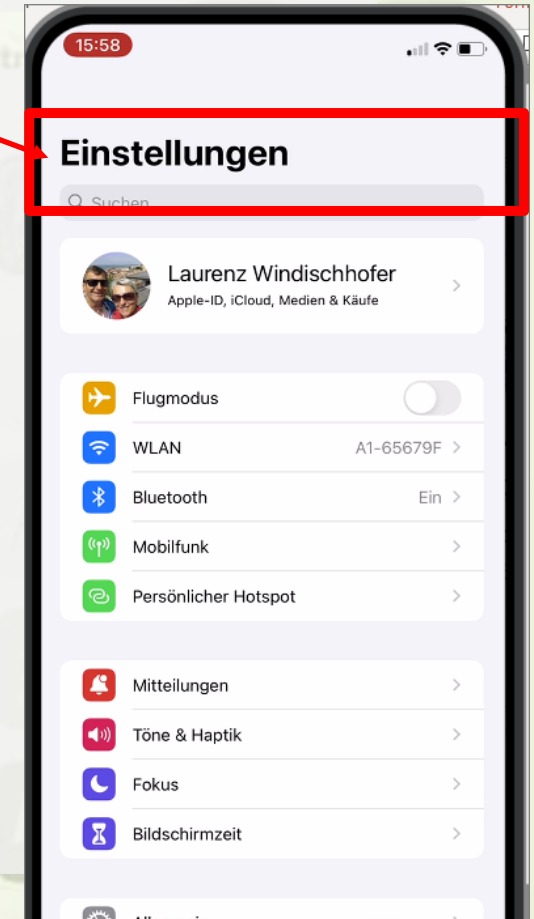 15:58
Einstellungen
Suchen
Laurenz Windischhofer
Apple-ID, iCloud, Medien & Käufe
Flugmodus
WLAN A1-65679F
Bluetooth Ein
Mobilfunk
Persönlicher Hotspot
Mitteilungen
Töne & Haptik
Fokus
Bildschirmzeit